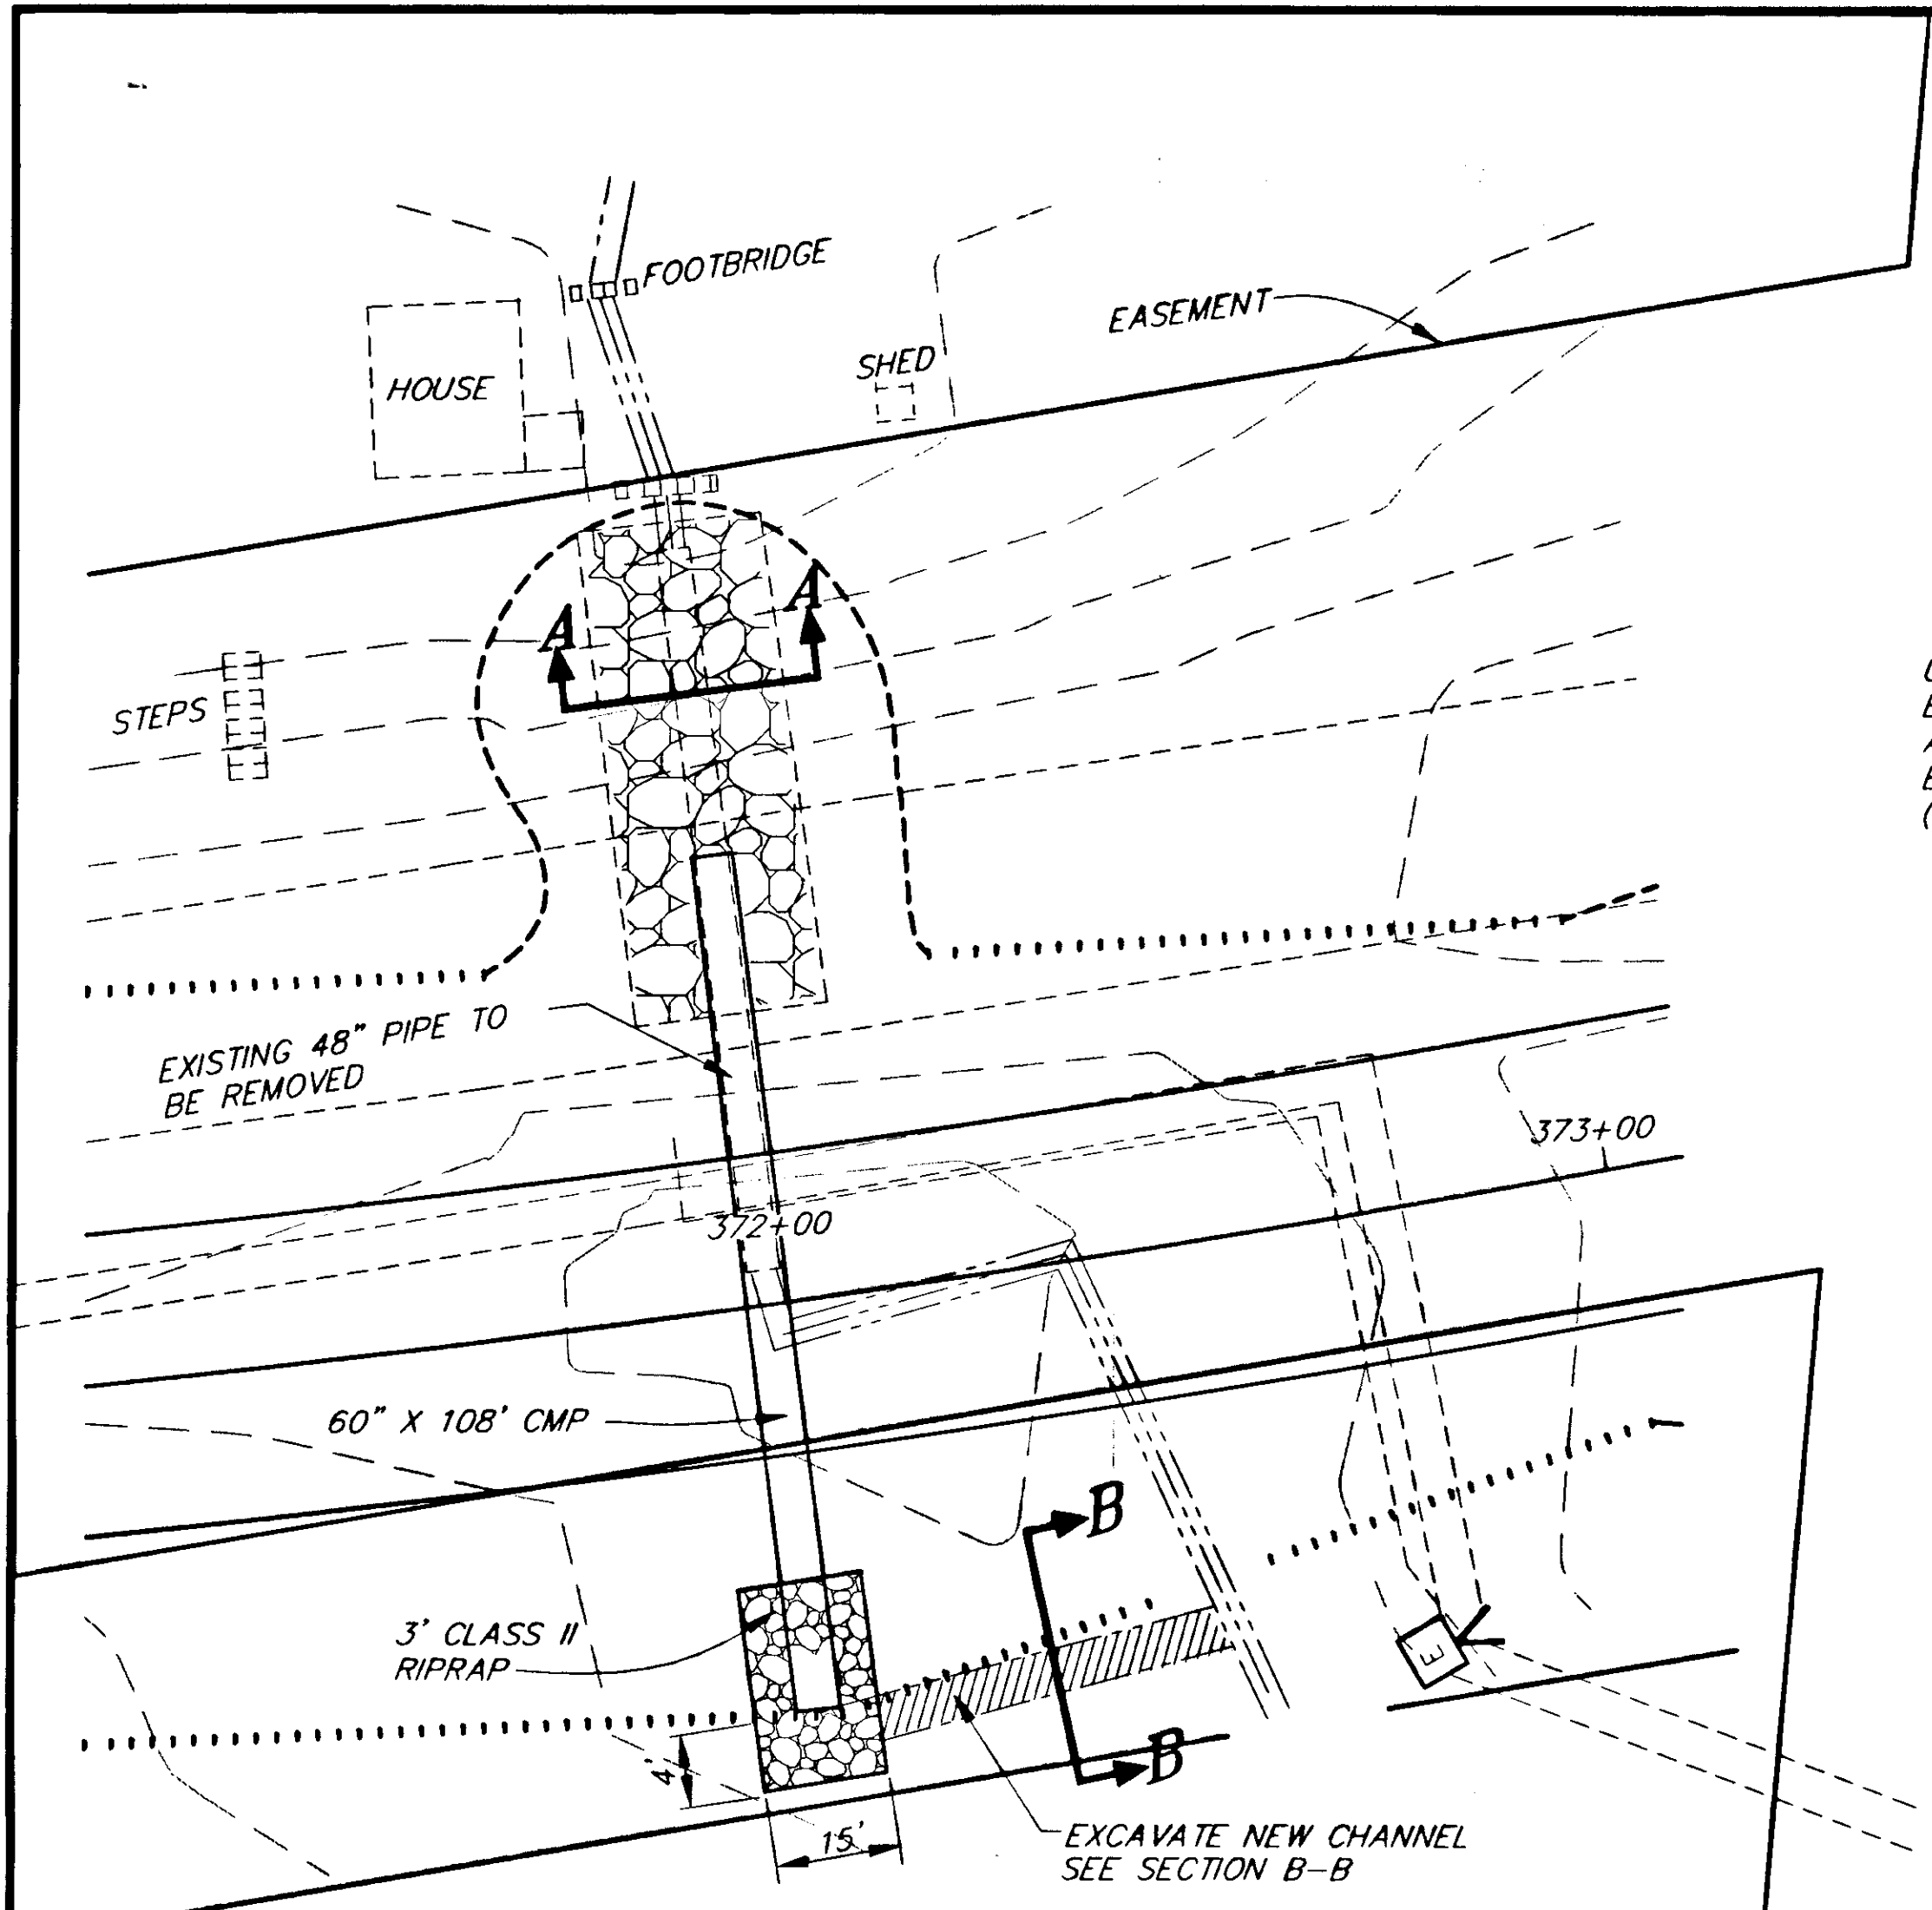 FOOTBRIDGE
EASEMENT
SHED
HOUSE
A
A
STEPS
EXISTING 48" PIPE TO
BE REMOVED
373+00
372+00
60" X 108' CMP
B
3' CLASS II
RIPRAP
E
B
4'
15'
EXCAVATE NEW CHANNEL
SEE SECTION B-B